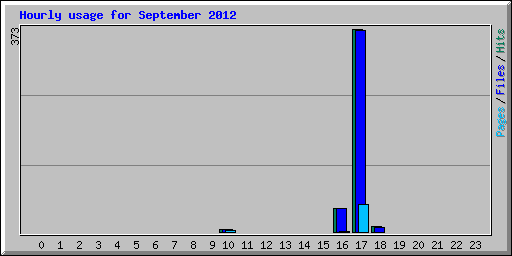 Hourly usage for September 2012
373
Pages/Files/Hits
0 1 2 3 4 5 6 7 8 9 10 11 12 13 14 15 16 17 18 19 20 21 22 23